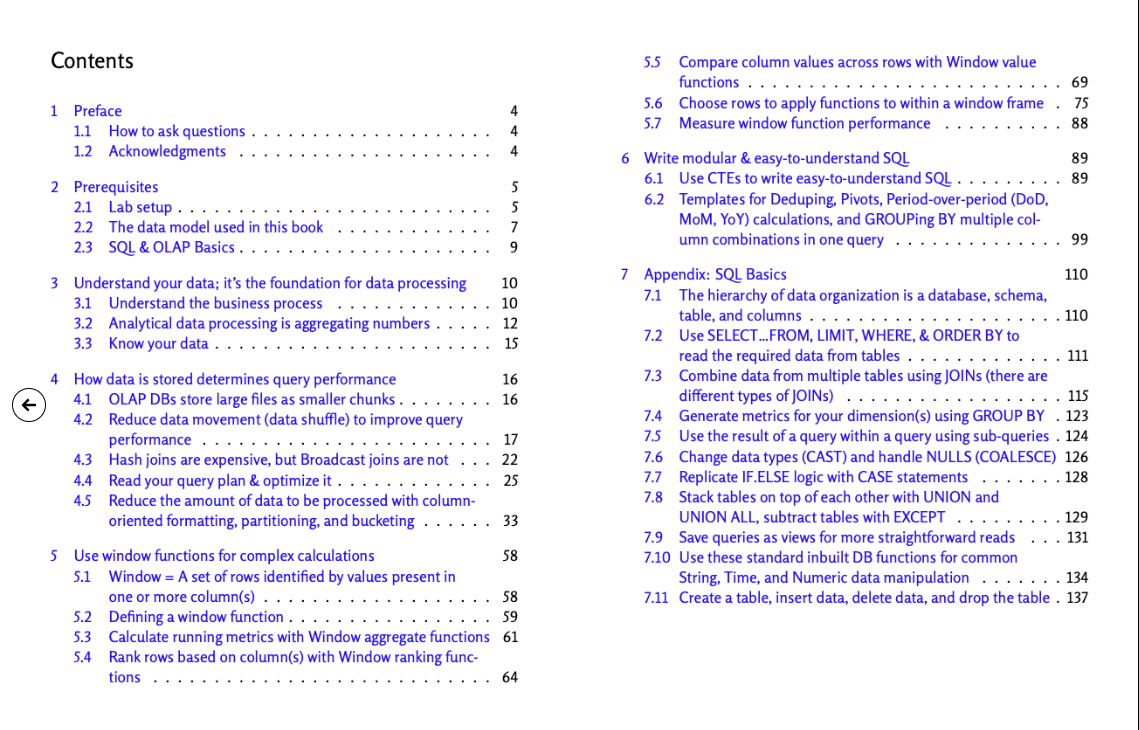 Contents
1 Preface 4
1.1 How to ask questions . . . . . . . . . . . . . . . . . . . . 4
1.2 Acknowledgments . . . . . . . . . . . . . . . . . . . . . 4
2 Prerequisites 5
2.1 Lab setup . . . . . . . . . . . . . . . . . . . . . . . . . . 5
2.2 The data model used in this book . . . . . . . . . . . . . 7
2.3 SQL & OLAP Basics . . . . . . . . . . . . . . . . . . . . . 9
3 Understand your data; it's the foundation for data processing 10
3.1 Understand the business process . . . . . . . . . . . . . 10
3.2 Analytical data processing is aggregating numbers . . . . . 12
3.3 Know your data . . . . . . . . . . . . . . . . . . . . . . . 15
4 How data is stored determines query performance 16
4.1 OLAP DBs store large files as smaller chunks . . . . . . . . 16
4.2 Reduce data movement (data shuffle) to improve query
performance . . . . . . . . . . . . . . . . . . . . . . . . 17
4.3 Hash joins are expensive, but Broadcast joins are not . . . 22
4.4 Read your query plan & optimize it . . . . . . . . . . . . . 25
4.5 Reduce the amount of data to be processed with column-
oriented formatting, partitioning, and bucketing . . . . . . 33
5 Use window functions for complex calculations 58
5.1 Window = A set of rows identified by values present in
one or more column(s) . . . . . . . . . . . . . . . . . . . 58
5.2 Defining a window function . . . . . . . . . . . . . . . . . 59
5.3 Calculate running metrics with Window aggregate functions 61
5.4 Rank rows based on column(s) with Window ranking func-
tions . . . . . . . . . . . . . . . . . . . . . . . . . . . . 64
5.5 Compare column values across rows with Window value
functions . . . . . . . . . . . . . . . . . . . . . . . . . . 69
5.6 Choose rows to apply functions to within a window frame . 75
5.7 Measure window function performance . . . . . . . . . . 88
6 Write modular & easy-to-understand SQL 89
6.1 Use CTEs to write easy-to-understand SQL . . . . . . . . . 89
6.2 Templates for Deduping, Pivots, Period-over-period (DoD,
MoM, YoY) calculations, and GROUPing BY multiple col-
umn combinations in one query . . . . . . . . . . . . . . 99
7 Appendix: SQL Basics 110
7.1 The hierarchy of data organization is a database, schema,
table, and columns . . . . . . . . . . . . . . . . . . . . . 110
7.2 Use SELECT...FROM, LIMIT, WHERE, & ORDER BY to
read the required data from tables . . . . . . . . . . . . . 111
7.3 Combine data from multiple tables using JOINs (there are
different types of JOINs) . . . . . . . . . . . . . . . . . . 115
7.4 Generate metrics for your dimension(s) using GROUP BY . 123
7.5 Use the result of a query within a query using sub-queries . 124
7.6 Change data types (CAST) and handle NULLS (COALESCE) 126
7.7 Replicate IF.ELSE logic with CASE statements . . . . . . . 128
7.8 Stack tables on top of each other with UNION and
UNION ALL, subtract tables with EXCEPT . . . . . . . . . 129
7.9 Save queries as views for more straightforward reads . . . 131
7.10 Use these standard inbuilt DB functions for common
String, Time, and Numeric data manipulation . . . . . . . 134
7.11 Create a table, insert data, delete data, and drop the table . 137